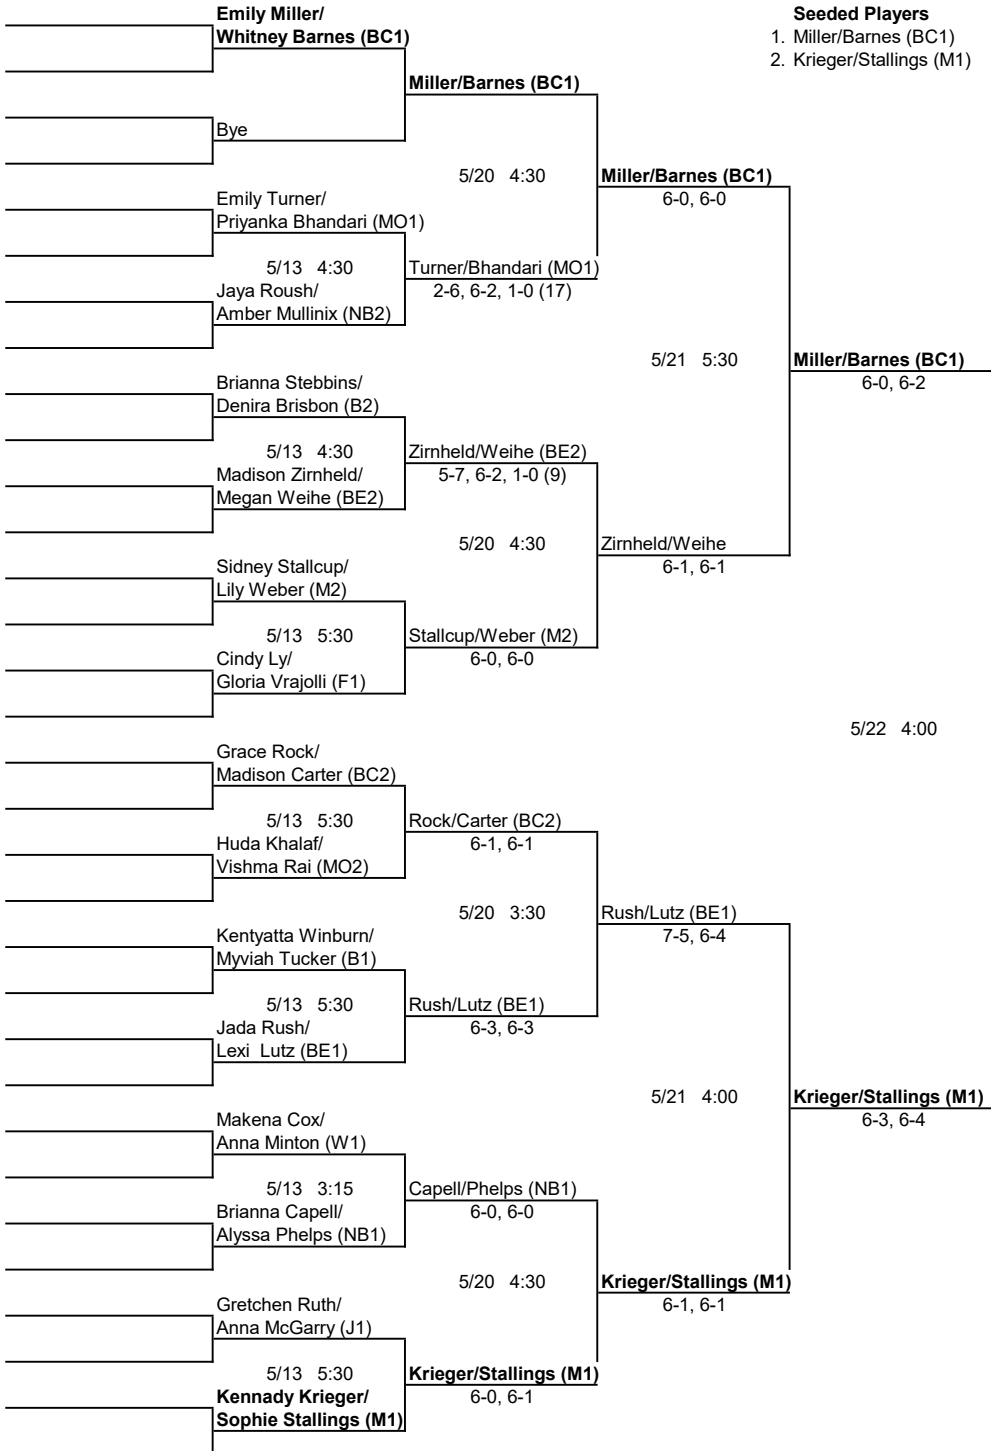 Emily Miller/
Whitney Barnes (BC1)
Seeded Players
1. Miller/Barnes (BC1)
2. Krieger/Stallings (M1)
Miller/Barnes (BC1)
Bye
5/20 4:30
Miller/Barnes (BC1)
6-0, 6-0
Emily Turner/
Priyanka Bhandari (MO1)
5/13 4:30
Turner/Bhandari (MO1)
2-6, 6-2, 1-0 (17)
Jaya Roush/
Amber Mullinix (NB2)
5/21 5:30
Miller/Barnes (BC1)
6-0, 6-2
Brianna Stebbins/
Denira Brisbon (B2)
5/13 4:30
Zirnheld/Weihe (BE2)
5-7, 6-2, 1-0 (9)
Madison Zirnheld/
Megan Weihe (BE2)
5/20 4:30
Zirnheld/Weihe
6-1, 6-1
Sidney Stallcup/
Lily Weber (M2)
5/13 5:30
Stallcup/Weber (M2)
6-0, 6-0
Cindy Ly/
Gloria Vrajolli (F1)
5/22 4:00
Grace Rock/
Madison Carter (BC2)
5/13 5:30
Rock/Carter (BC2)
6-1, 6-1
Huda Khalaf/
Vishma Rai (MO2)
5/20 3:30
Rush/Lutz (BE1)
7-5, 6-4
Kentyatta Winburn/
Myviah Tucker (B1)
5/13 5:30
Rush/Lutz (BE1)
6-3, 6-3
Jada Rush/
Lexi Lutz (BE1)
5/21 4:00
Krieger/Stallings (M1)
6-3, 6-4
Makena Cox/
Anna Minton (W1)
5/13 3:15
Capell/Phelps (NB1)
6-0, 6-0
Brianna Capell/
Alyssa Phelps (NB1)
5/20 4:30
Krieger/Stallings (M1)
6-1, 6-1
Gretchen Ruth/
Anna McGarry (J1)
5/13 5:30
Krieger/Stallings (M1)
6-0, 6-1
Kennady Krieger/
Sophie Stallings (M1)